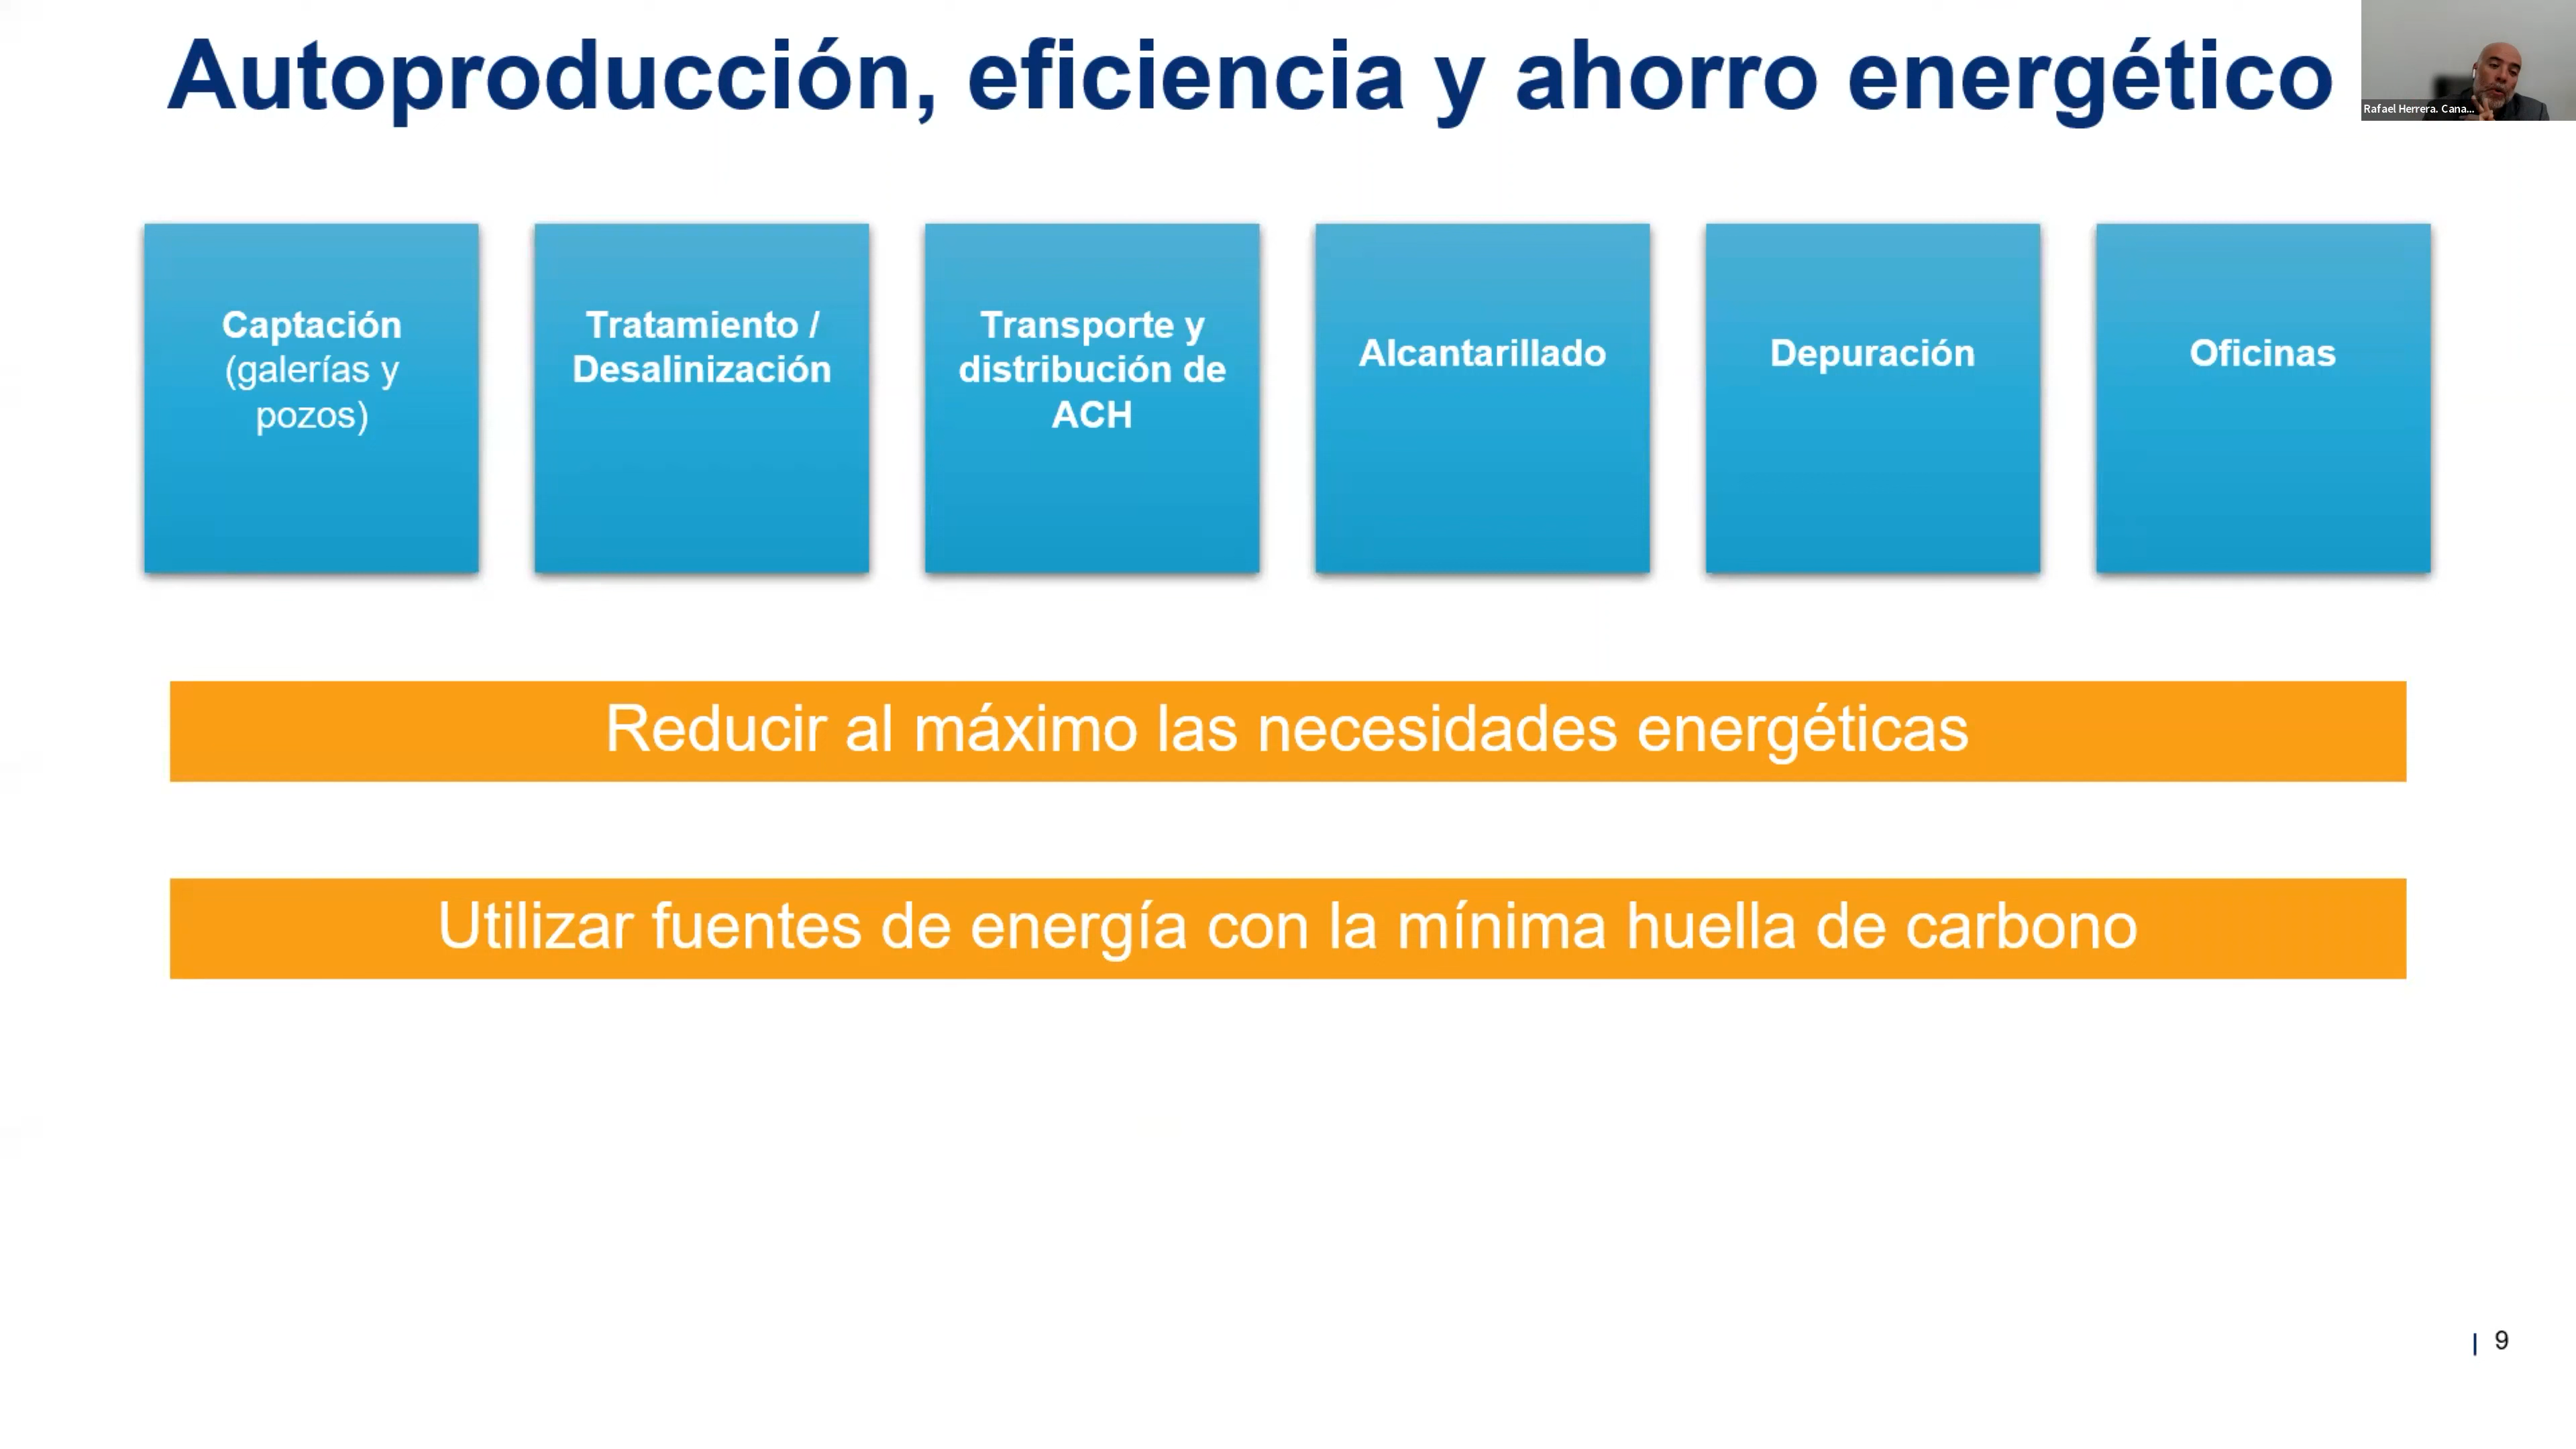 Autoproducción, eficiencia y ahorro energético
Rafael Herrera. Cana...
Captación
(galerías y
pozos)
Tratamiento /
Desalinización
Transporte y
distribución de
ACH
Alcantarillado
Depuración
Oficinas
Reducir al máximo las necesidades energéticas
Utilizar fuentes de energía con la mínima huella de carbono
| 9